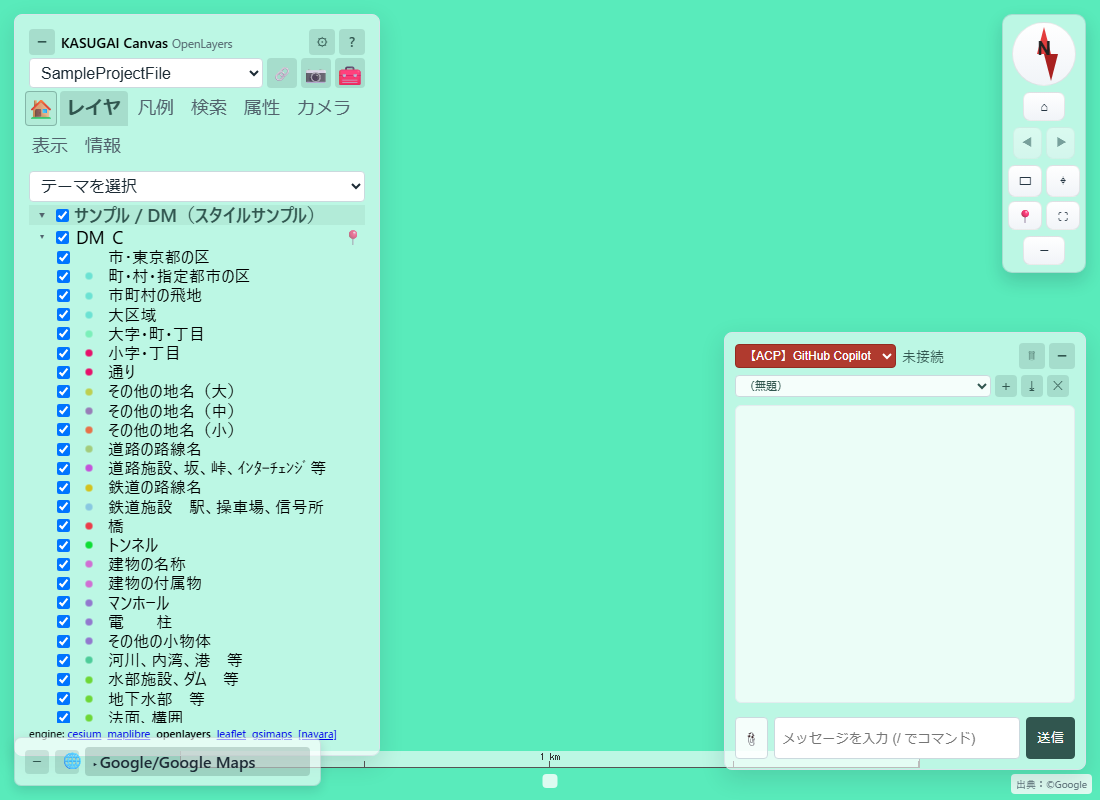 KASUGAI Canvas OpenLayers
?
SampleProjectFile
レイヤ 凡例 検索 属性 カメラ
表示 情報
テーマを選択
サンプル / DM（スタイルサンプル）
DM C
市・東京都の区
町・村・指定都市の区
市町村の飛地
大区域
大字・町・丁目
小字・丁目
通り
その他の地名（大）
その他の地名（中）
その他の地名（小）
道路の路線名
道路施設、坂、峠、ｲﾝﾀｰﾁｪﾝｼﾞ等
鉄道の路線名
鉄道施設　駅、操車場、信号所
橋
トンネル
建物の名称
建物の付属物
マンホール
電　　柱
その他の小物体
河川、内湾、港　等
水部施設、ダム　等
地下水部　等
法面、構囲
engine: cesium maplibre openlayers leaflet gsimaps [navara]
Google/Google Maps
1 km
N
【ACP】GitHub Copilot 未接続
（無題）
メッセージを入力 (/ でコマンド) 送信
出典：©Google